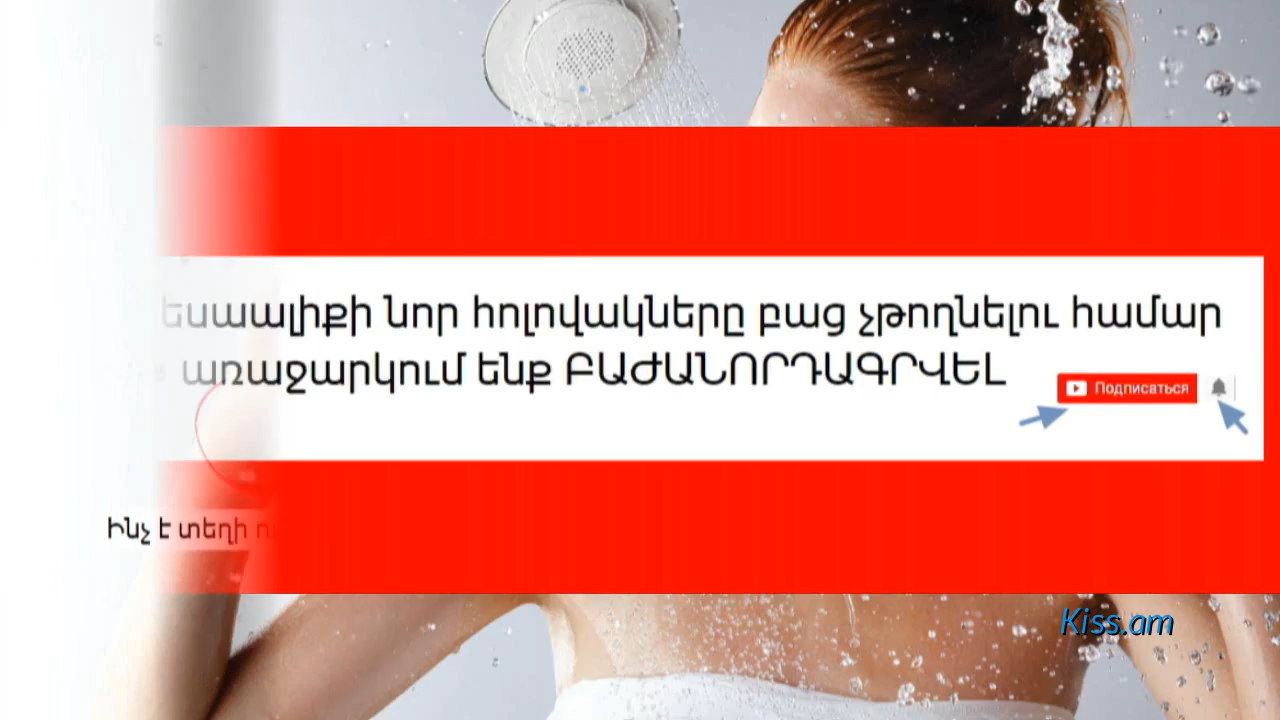 եսաալիքի նոր հոլովակները բաց չթողնելու համար
առաջարկում ենք ԲԱԺԱՆՈՐԴԱԳՐՎԵԼ
Подписаться
Ինչ է տեղի
Kiss.am